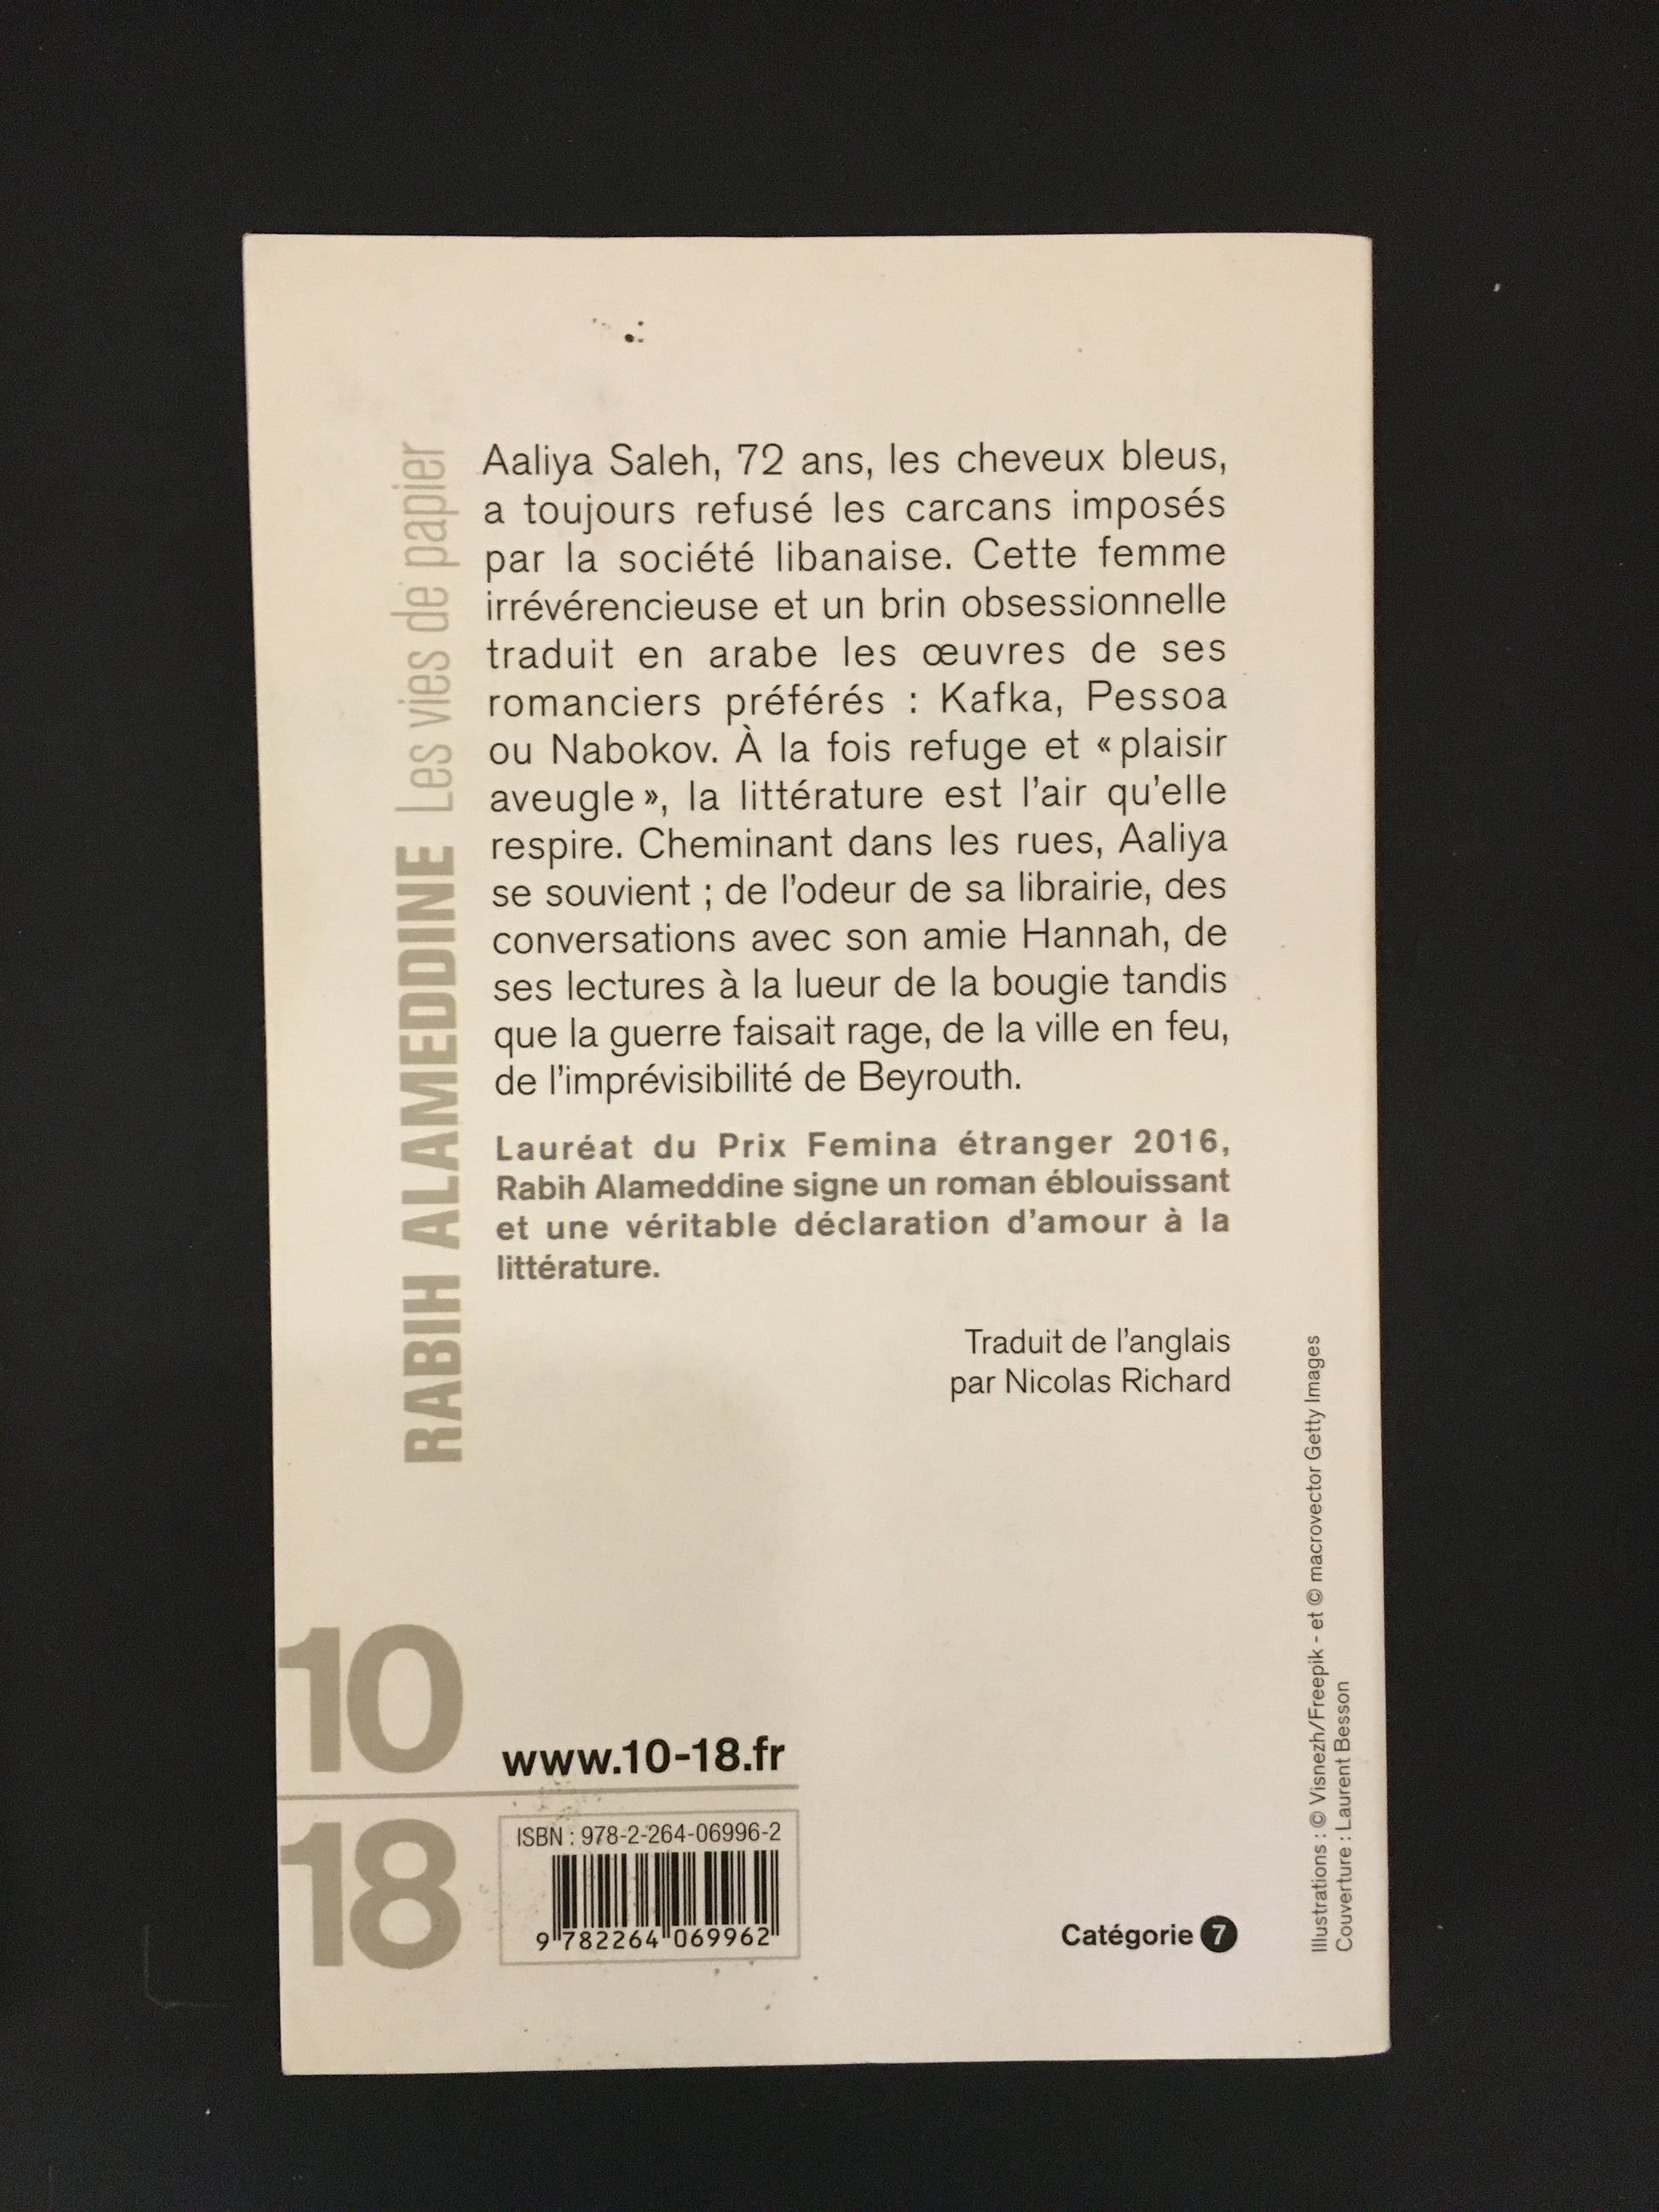 RABIH ALAMEDDINE Les vies de papier
Aaliya Saleh, 72 ans, les cheveux bleus,
a toujours refusé les carcans imposés
par la société libanaise. Cette femme
irrévérencieuse et un brin obsessionnelle
traduit en arabe les œuvres de ses
romanciers préférés : Kafka, Pessoa
ou Nabokov. À la fois refuge et « plaisir
aveugle », la littérature est l'air qu'elle
respire. Cheminant dans les rues, Aaliya
se souvient ; de l'odeur de sa librairie, des
conversations avec son amie Hannah, de
ses lectures à la lueur de la bougie tandis
que la guerre faisait rage, de la ville en feu,
de l'imprévisibilité de Beyrouth.
Lauréat du Prix Femina étranger 2016,
Rabih Alameddine signe un roman éblouissant
et une véritable déclaration d'amour à la
littérature.
Traduit de l'anglais
par Nicolas Richard
10
18
www.10-18.fr
ISBN : 978-2-264-06996-2
9 782264 069962
Catégorie 7
Illustrations : © Visnezh/Freepik - et © macrovector Getty Images
Couverture : Laurent Besson